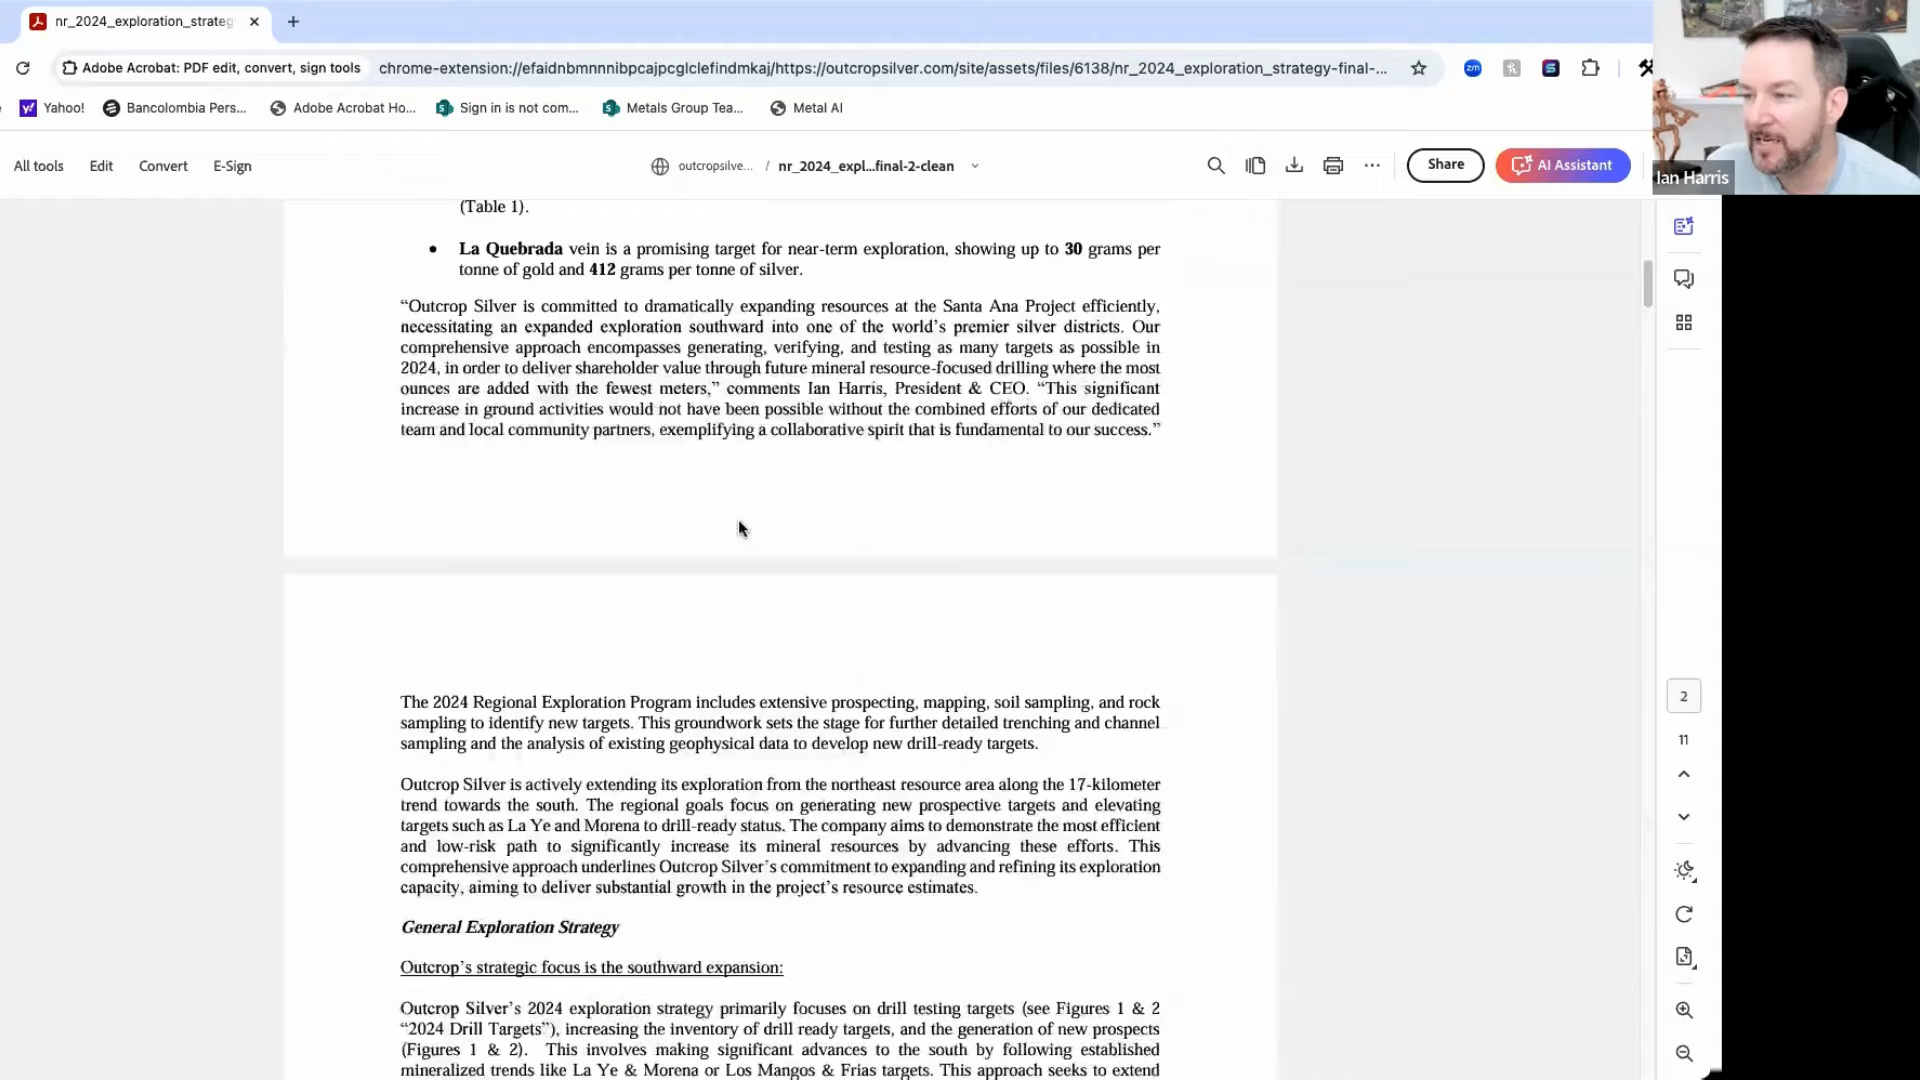 nr_2024_exploration_strateg
Adobe Acrobat: PDF edit, convert, sign tools
chrome-extension://efaidnbmnnnibpcajpcglclefindmkaj/https://outcropsilver.com/site/assets/files/6138/nr_2024_exploration_strategy-final-...
zm
Yahoo!
Bancolombia Pers...
Adobe Acrobat Ho...
Sign in is not com...
Metals Group Tea...
Metal AI
All tools
Edit
Convert
E-Sign
outcropsilve... / nr_2024_expl...final-2-clean
Share
AI Assistant
Ian Harris
(Table 1).
• La Quebrada vein is a promising target for near-term exploration, showing up to 30 grams per
tonne of gold and 412 grams per tonne of silver.
“Outcrop Silver is committed to dramatically expanding resources at the Santa Ana Project efficiently,
necessitating an expanded exploration southward into one of the world’s premier silver districts. Our
comprehensive approach encompasses generating, verifying, and testing as many targets as possible in
2024, in order to deliver shareholder value through future mineral resource-focused drilling where the most
ounces are added with the fewest meters,” comments Ian Harris, President & CEO. “This significant
increase in ground activities would not have been possible without the combined efforts of our dedicated
team and local community partners, exemplifying a collaborative spirit that is fundamental to our success.”
The 2024 Regional Exploration Program includes extensive prospecting, mapping, soil sampling, and rock
sampling to identify new targets. This groundwork sets the stage for further detailed trenching and channel
sampling and the analysis of existing geophysical data to develop new drill-ready targets.
Outcrop Silver is actively extending its exploration from the northeast resource area along the 17-kilometer
trend towards the south. The regional goals focus on generating new prospective targets and elevating
targets such as La Ye and Morena to drill-ready status. The company aims to demonstrate the most efficient
and low-risk path to significantly increase its mineral resources by advancing these efforts. This
comprehensive approach underlines Outcrop Silver’s commitment to expanding and refining its exploration
capacity, aiming to deliver substantial growth in the project’s resource estimates.
General Exploration Strategy
Outcrop’s strategic focus is the southward expansion:
Outcrop Silver’s 2024 exploration strategy primarily focuses on drill testing targets (see Figures 1 & 2
“2024 Drill Targets”), increasing the inventory of drill ready targets, and the generation of new prospects
(Figures 1 & 2). This involves making significant advances to the south by following established
mineralized trends like La Ye & Morena or Los Mangos & Frias targets. This approach seeks to extend
2
11